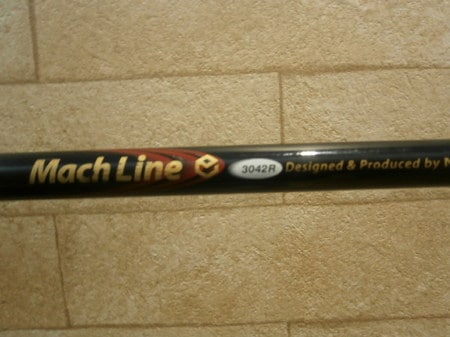 Mach Line 3042R Designed & Produced by N